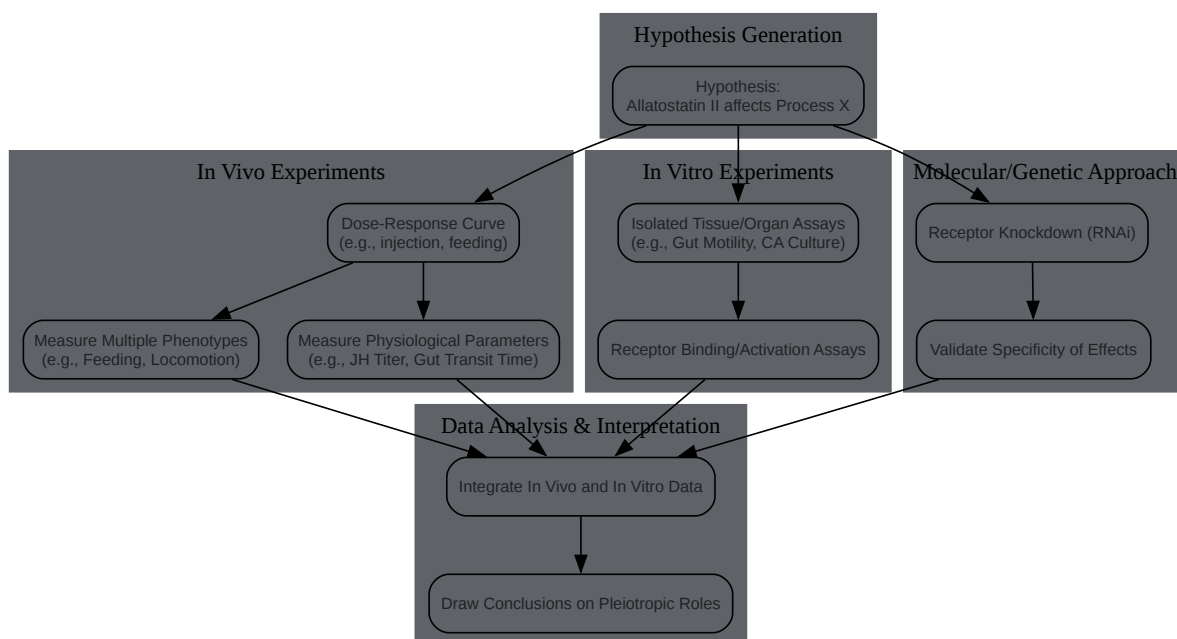 Hypothesis Generation
Hypothesis:
Allatostatin II affects Process X
In Vivo Experiments
Dose-Response Curve
(e.g., injection, feeding)
Measure Multiple Phenotypes
(e.g., Feeding, Locomotion)
Measure Physiological Parameters
(e.g., JH Titer, Gut Transit Time)
In Vitro Experiments
Isolated Tissue/Organ Assays
(e.g., Gut Motility, CA Culture)
Receptor Binding/Activation Assays
Molecular/Genetic Approach
Receptor Knockdown (RNAi)
Validate Specificity of Effects
Data Analysis & Interpretation
Integrate In Vivo and In Vitro Data
Draw Conclusions on Pleiotropic Roles